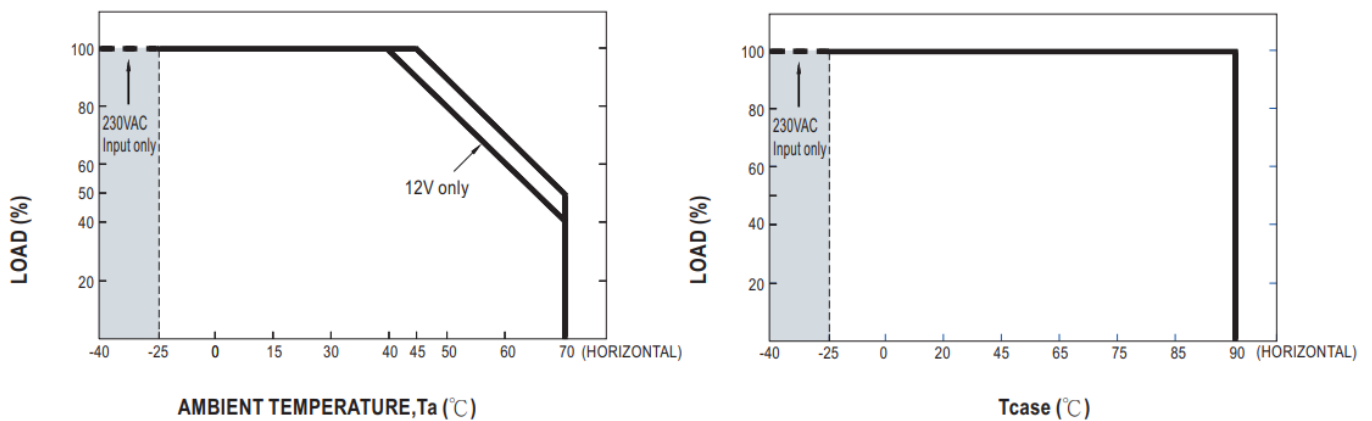 100
80
60
50
40
20
LOAD (%)
230VAC
Input only
12V only
-40 -25 0 15 30 40 45 50 60 70 (HORIZONTAL)
AMBIENT TEMPERATURE,Ta (℃)
100
80
60
50
40
20
LOAD (%)
230VAC
Input only
-40 -25 0 20 45 65 75 85 90 (HORIZONTAL)
Tcase (℃)